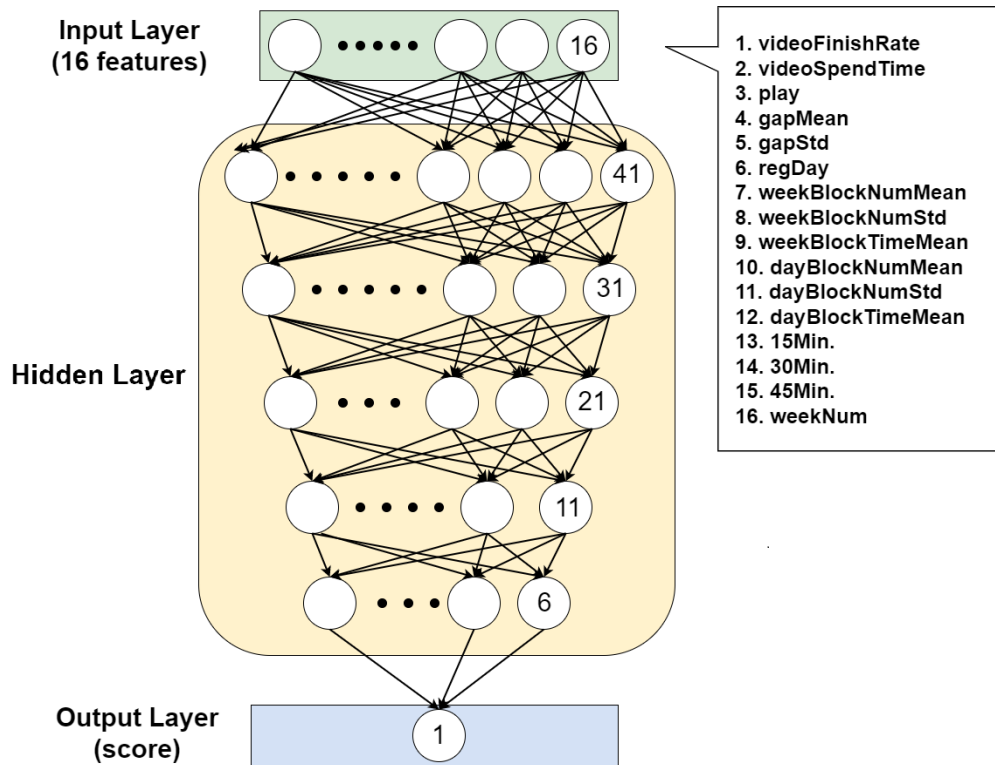 Input Layer
(16 features)
16
1. videoFinishRate
2. videoSpendTime
3. play
4. gapMean
5. gapStd
6. regDay
7. weekBlockNumMean
8. weekBlockNumStd
9. weekBlockTimeMean
10. dayBlockNumMean
11. dayBlockNumStd
12. dayBlockTimeMean
13. 15Min.
14. 30Min.
15. 45Min.
16. weekNum
Hidden Layer
41
31
21
11
6
Output Layer
(score)
1